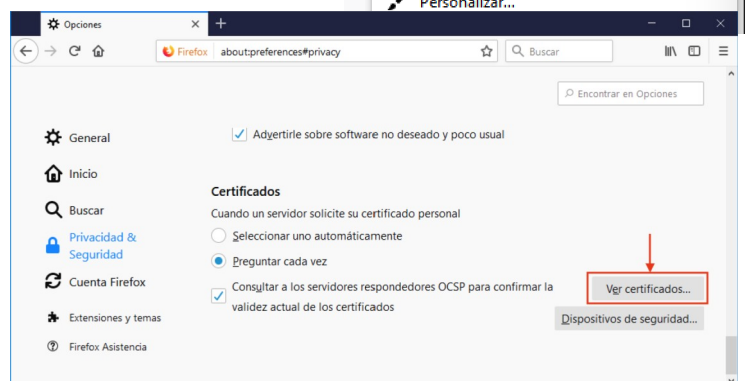 Personalizar...
Opciones
Firefox about:preferences#privacy
Buscar
Encontrar en Opciones
General
Advertirle sobre software no deseado y poco usual
Inicio
Certificados
Buscar
Cuando un servidor solicite su certificado personal
Privacidad &
Seguridad
Seleccionar uno automáticamente
Preguntar cada vez
Cuenta Firefox
Consultar a los servidores respondedores OCSP para confirmar la
validez actual de los certificados
Ver certificados...
Extensiones y temas
Dispositivos de seguridad...
Firefox Asistencia